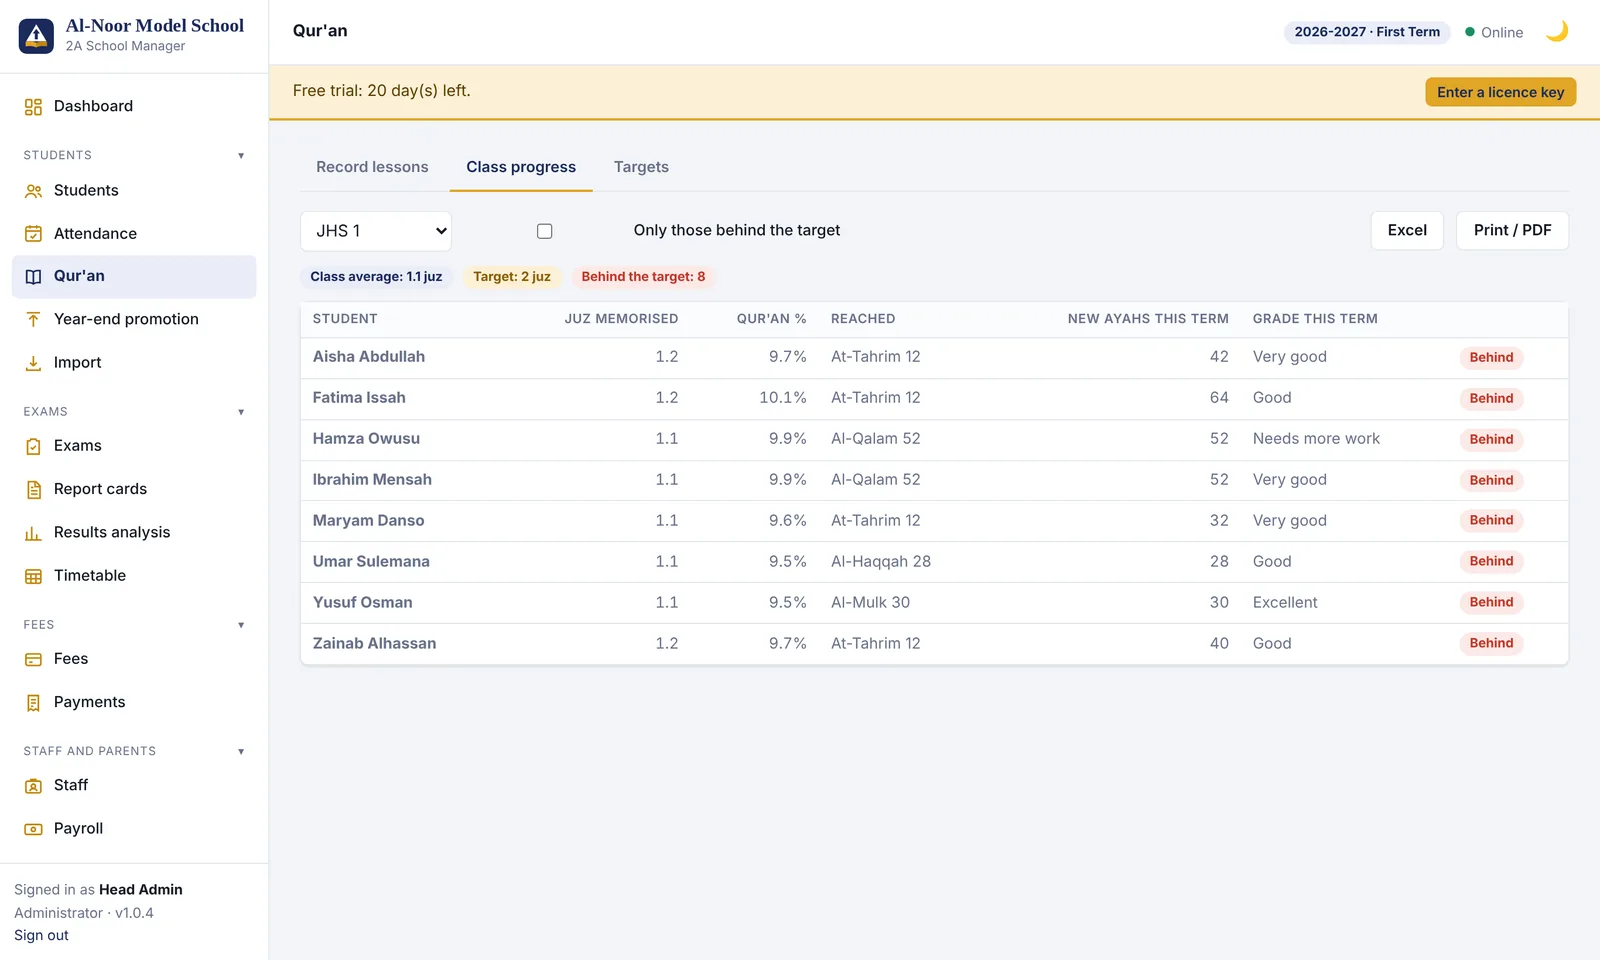 Al-Noor Model School
2A School Manager
Dashboard
STUDENTS
Students
Attendance
Qur'an
Year-end promotion
Import
EXAMS
Exams
Report cards
Results analysis
Timetable
FEES
Fees
Payments
STAFF AND PARENTS
Staff
Payroll
Signed in as Head Admin
Administrator · v1.0.4
Sign out
Qur'an
2026-2027 · First Term
Online
Free trial: 20 day(s) left.
Enter a licence key
Record lessons Class progress Targets
JHS 1 Only those behind the target Excel Print / PDF
Class average: 1.1 juz Target: 2 juz Behind the target: 8
STUDENT JUZ MEMORISED QUR'AN % REACHED NEW AYAHS THIS TERM GRADE THIS TERM
Aisha Abdullah 1.2 9.7% At-Tahrim 12 42 Very good Behind
Fatima Issah 1.2 10.1% At-Tahrim 12 64 Good Behind
Hamza Owusu 1.1 9.9% Al-Qalam 52 52 Needs more work Behind
Ibrahim Mensah 1.1 9.9% Al-Qalam 52 52 Very good Behind
Maryam Danso 1.1 9.6% At-Tahrim 12 32 Very good Behind
Umar Sulemana 1.1 9.5% Al-Haqqah 28 28 Good Behind
Yusuf Osman 1.1 9.5% Al-Mulk 30 30 Excellent Behind
Zainab Alhassan 1.2 9.7% At-Tahrim 12 40 Good Behind